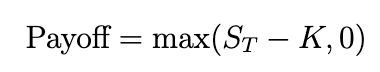 Payoff = max(S_T − K, 0)